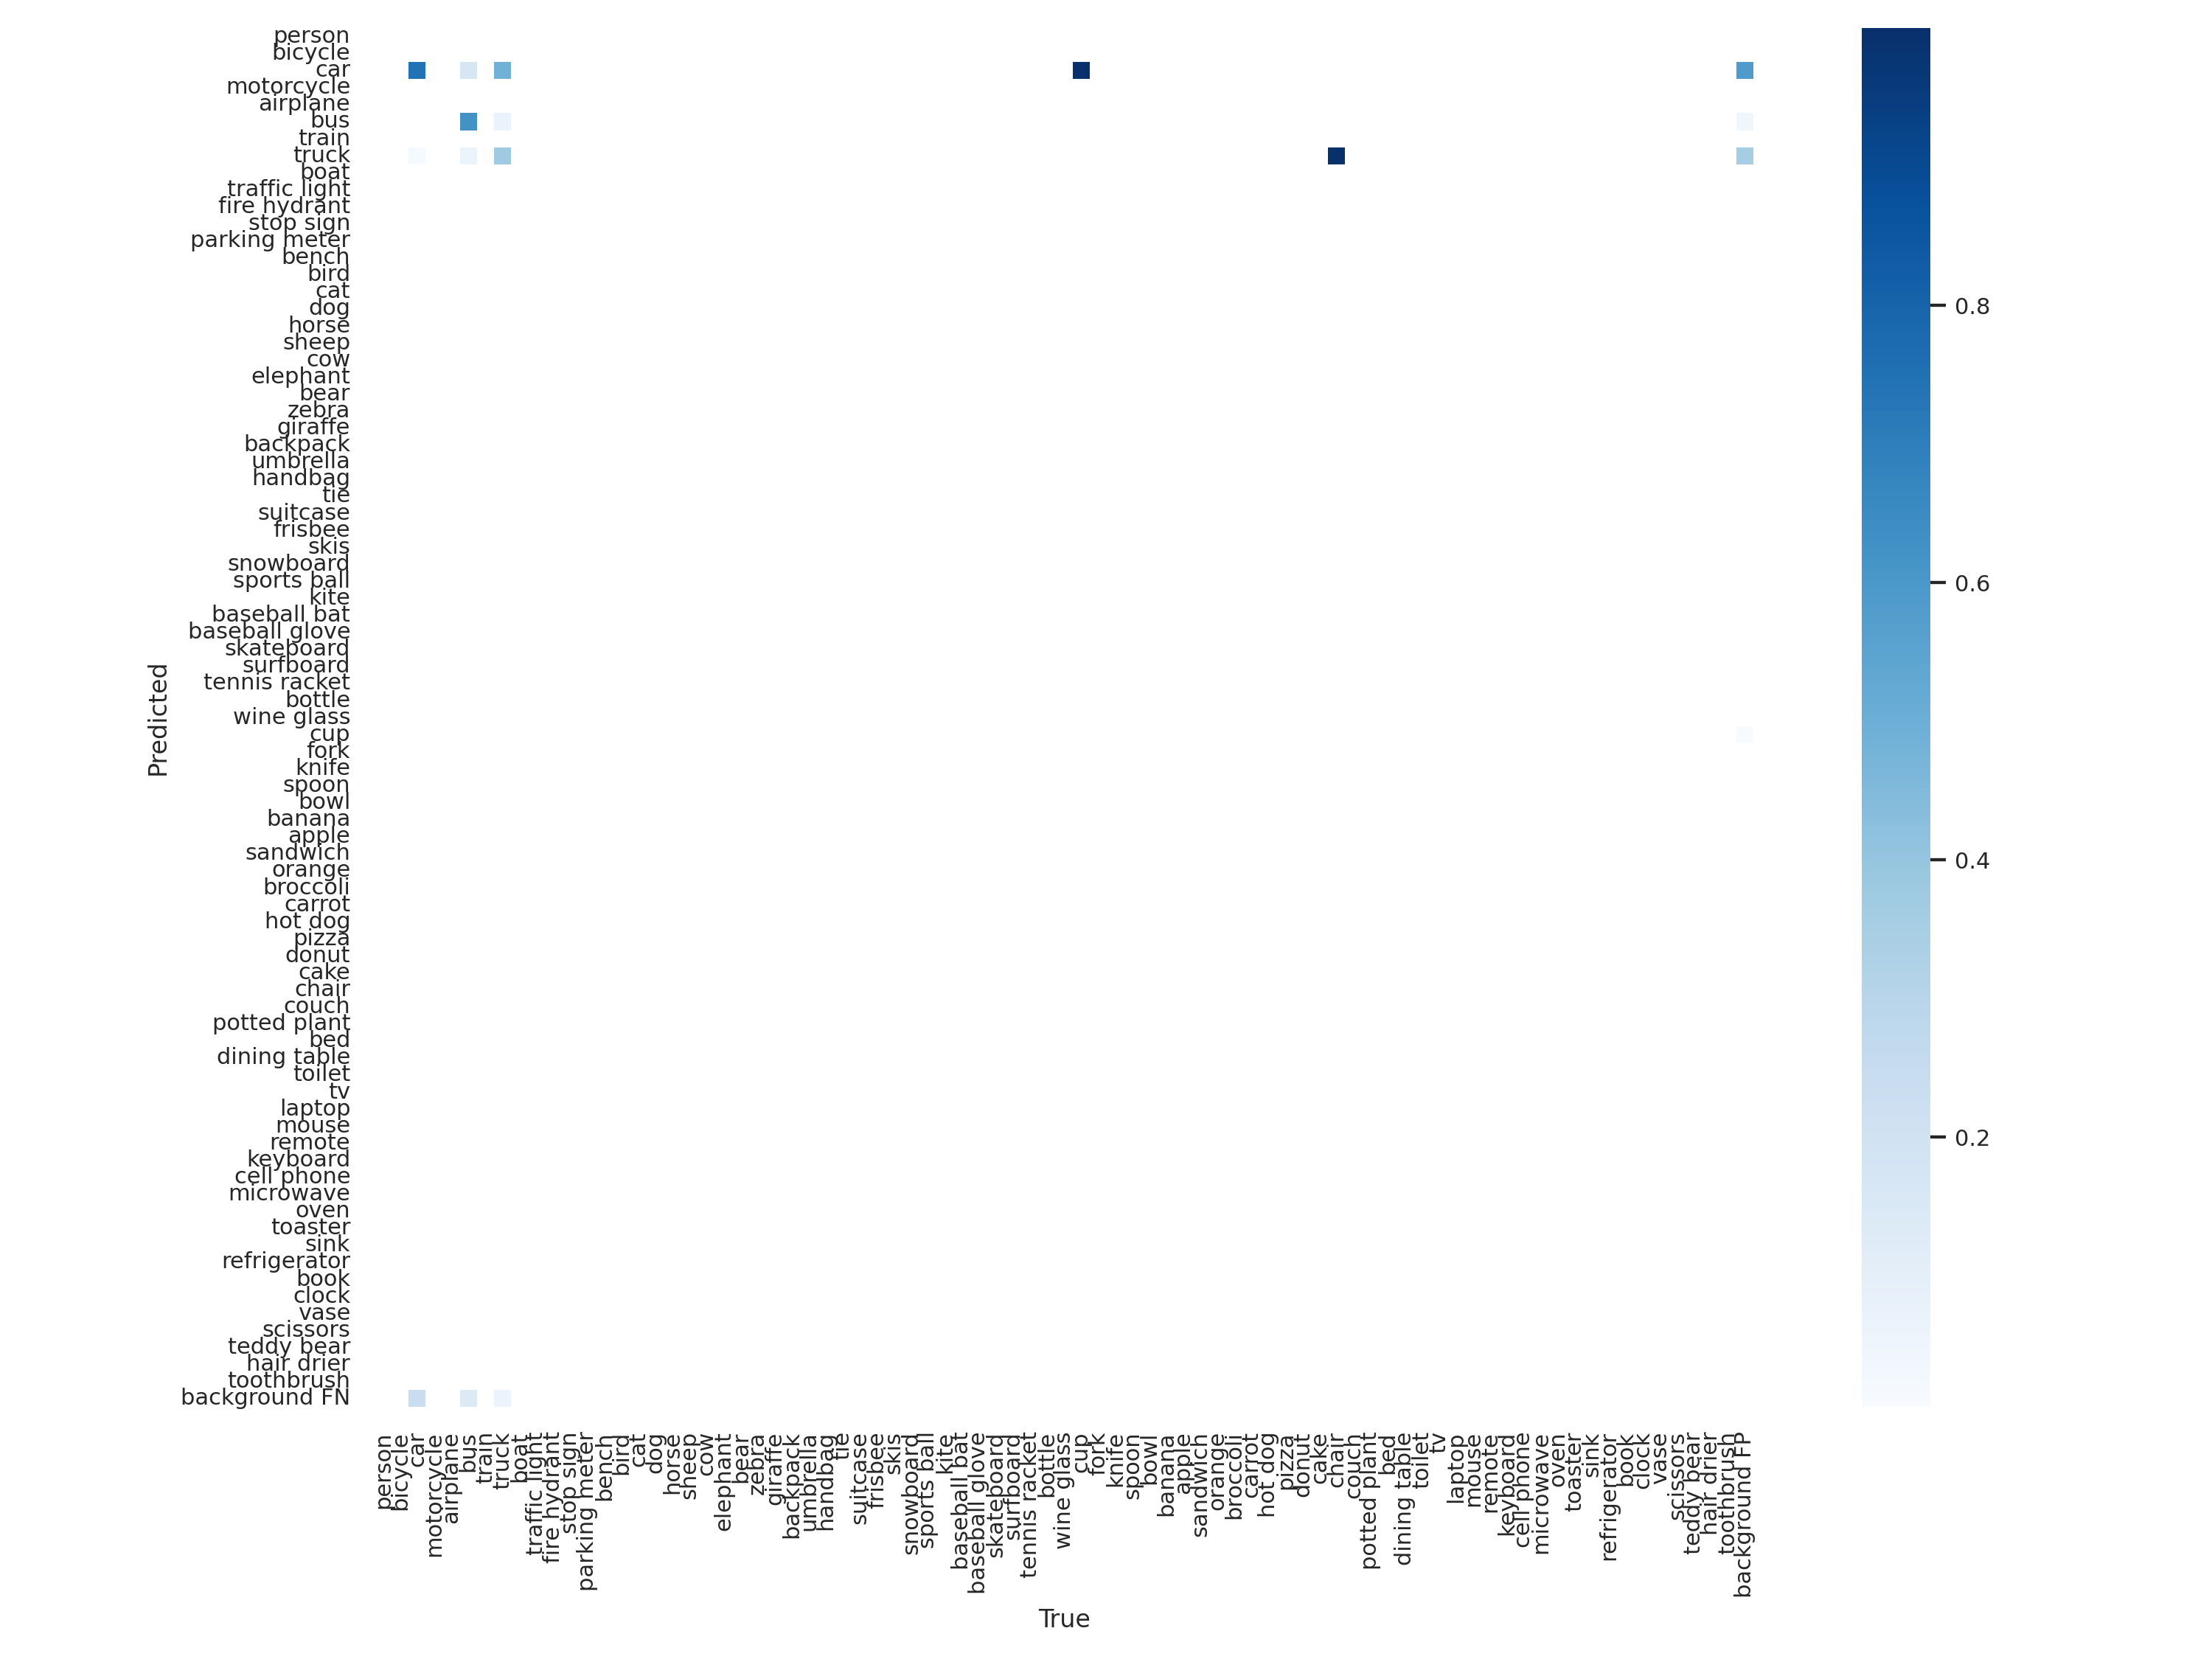 person
bicycle
car
motorcycle
airplane
bus
train
truck
boat
traffic light
fire hydrant
stop sign
parking meter
bench
bird
cat
dog
horse
sheep
cow
elephant
bear
zebra
giraffe
backpack
umbrella
handbag
tie
suitcase
frisbee
skis
snowboard
sports ball
kite
baseball bat
baseball glove
skateboard
surfboard
tennis racket
bottle
wine glass
cup
fork
knife
spoon
bowl
banana
apple
sandwich
orange
broccoli
carrot
hot dog
pizza
donut
cake
chair
couch
potted plant
bed
dining table
toilet
tv
laptop
mouse
remote
keyboard
cell phone
microwave
oven
toaster
sink
refrigerator
book
clock
vase
scissors
teddy bear
hair drier
toothbrush
background FN
Predicted
person
bicycle
car
motorcycle
airplane
bus
train
truck
boat
traffic light
fire hydrant
stop sign
parking meter
bench
bird
cat
dog
horse
sheep
cow
elephant
bear
zebra
giraffe
backpack
umbrella
handbag
tie
suitcase
frisbee
skis
snowboard
sports ball
kite
baseball bat
baseball glove
skateboard
surfboard
tennis racket
bottle
wine glass
cup
fork
knife
spoon
bowl
banana
apple
sandwich
orange
broccoli
carrot
hot dog
pizza
donut
cake
chair
couch
potted plant
bed
dining table
toilet
tv
laptop
mouse
remote
keyboard
cell phone
microwave
oven
toaster
sink
refrigerator
book
clock
vase
scissors
teddy bear
hair drier
toothbrush
background FP
True
0.8
0.6
0.4
0.2